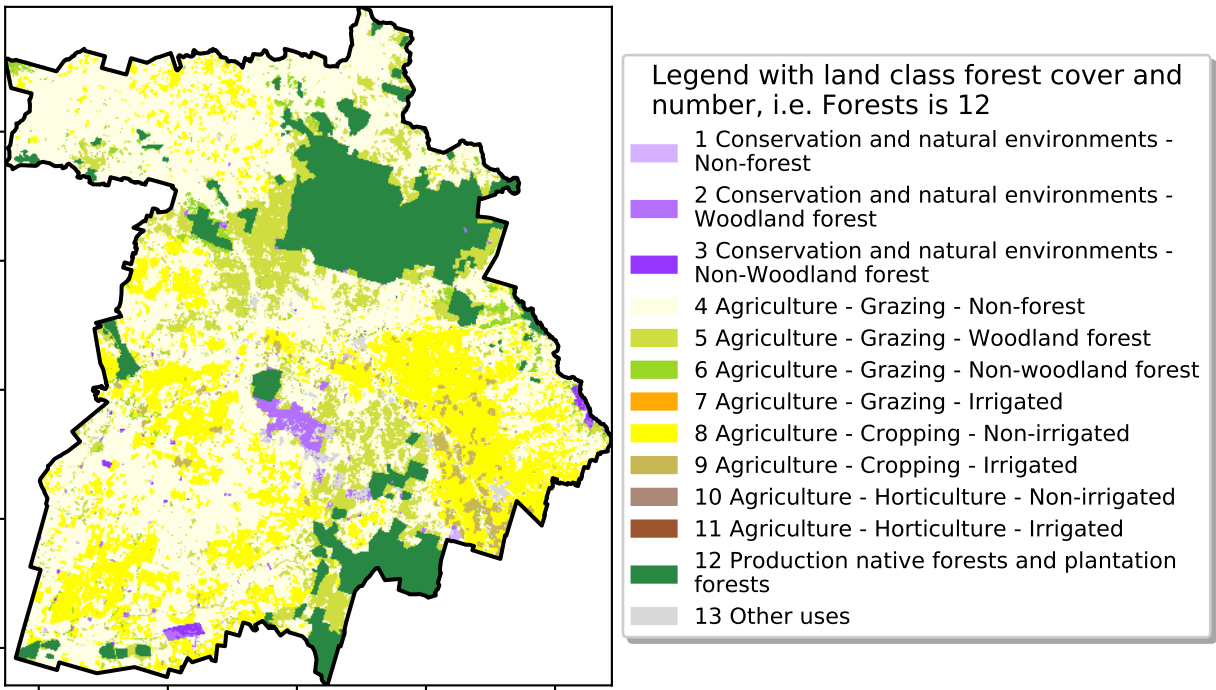 Legend with land class forest cover and
number, i.e. Forests is 12
1 Conservation and natural environments -
Non-forest
2 Conservation and natural environments -
Woodland forest
3 Conservation and natural environments -
Non-Woodland forest
4 Agriculture - Grazing - Non-forest
5 Agriculture - Grazing - Woodland forest
6 Agriculture - Grazing - Non-woodland forest
7 Agriculture - Grazing - Irrigated
8 Agriculture - Cropping - Non-irrigated
9 Agriculture - Cropping - Irrigated
10 Agriculture - Horticulture - Non-irrigated
11 Agriculture - Horticulture - Irrigated
12 Production native forests and plantation
forests
13 Other uses